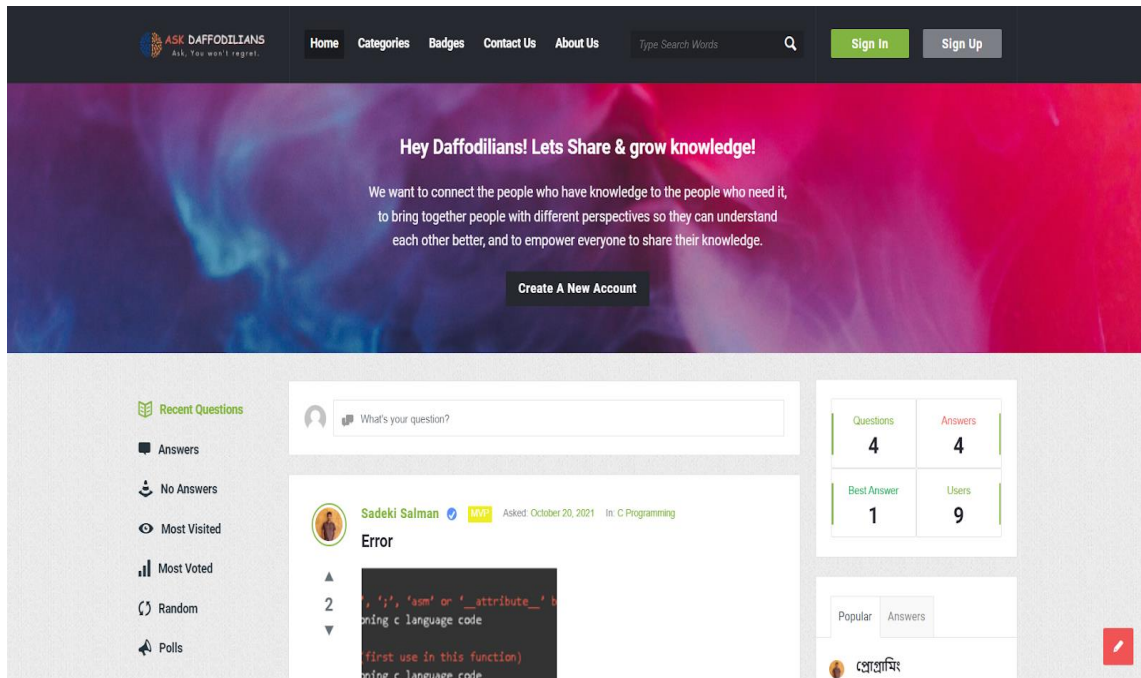 ASK DAFFODILIANS
Ask, You won't regret.
Home Categories Badges Contact Us About Us Type Search Words Sign In Sign Up
Hey Daffodilians! Lets Share & grow knowledge!
We want to connect the people who have knowledge to the people who need it,
to bring together people with different perspectives so they can understand
each other better, and to empower everyone to share their knowledge.
Create A New Account
Recent Questions
Answers
No Answers
Most Visited
Most Voted
Random
Polls
What's your question?
Sadeki Salman MVP Asked: October 20, 2021 In: C Programming
Error
2
', ';', 'asm' or '__attribute__' b
ning c language code
(first use in this function)
ning c language code
Questions
4
Answers
4
Best Answer
1
Users
9
Popular Answers
প্রোগ্রামিং